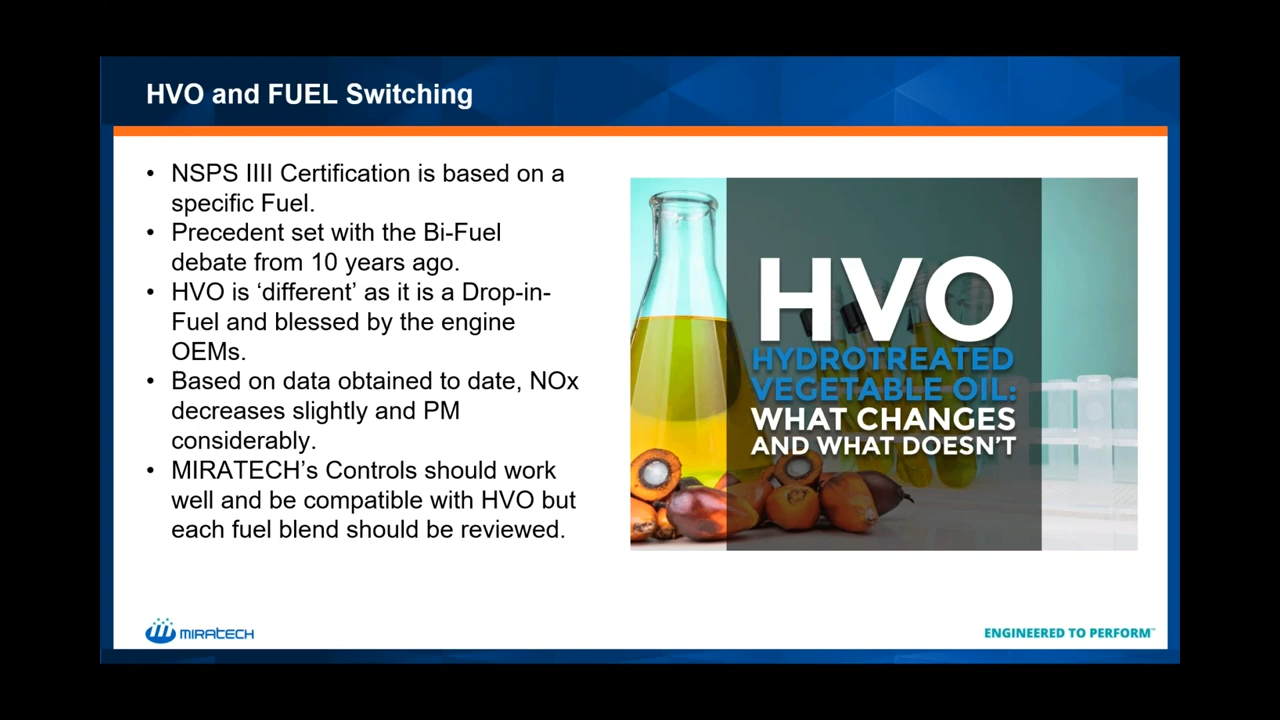 HVO and FUEL Switching
• NSPS IIII Certification is based on a
specific Fuel.
• Precedent set with the Bi-Fuel
debate from 10 years ago.
• HVO is ‘different’ as it is a Drop-in-
Fuel and blessed by the engine
OEMs.
• Based on data obtained to date, NOx
decreases slightly and PM
considerably.
• MIRATECH’s Controls should work
well and be compatible with HVO but
each fuel blend should be reviewed.
HVO
HYDROTREATED
VEGETABLE OIL:
WHAT CHANGES
AND WHAT DOESN'T
MIRATECH
ENGINEERED TO PERFORM™